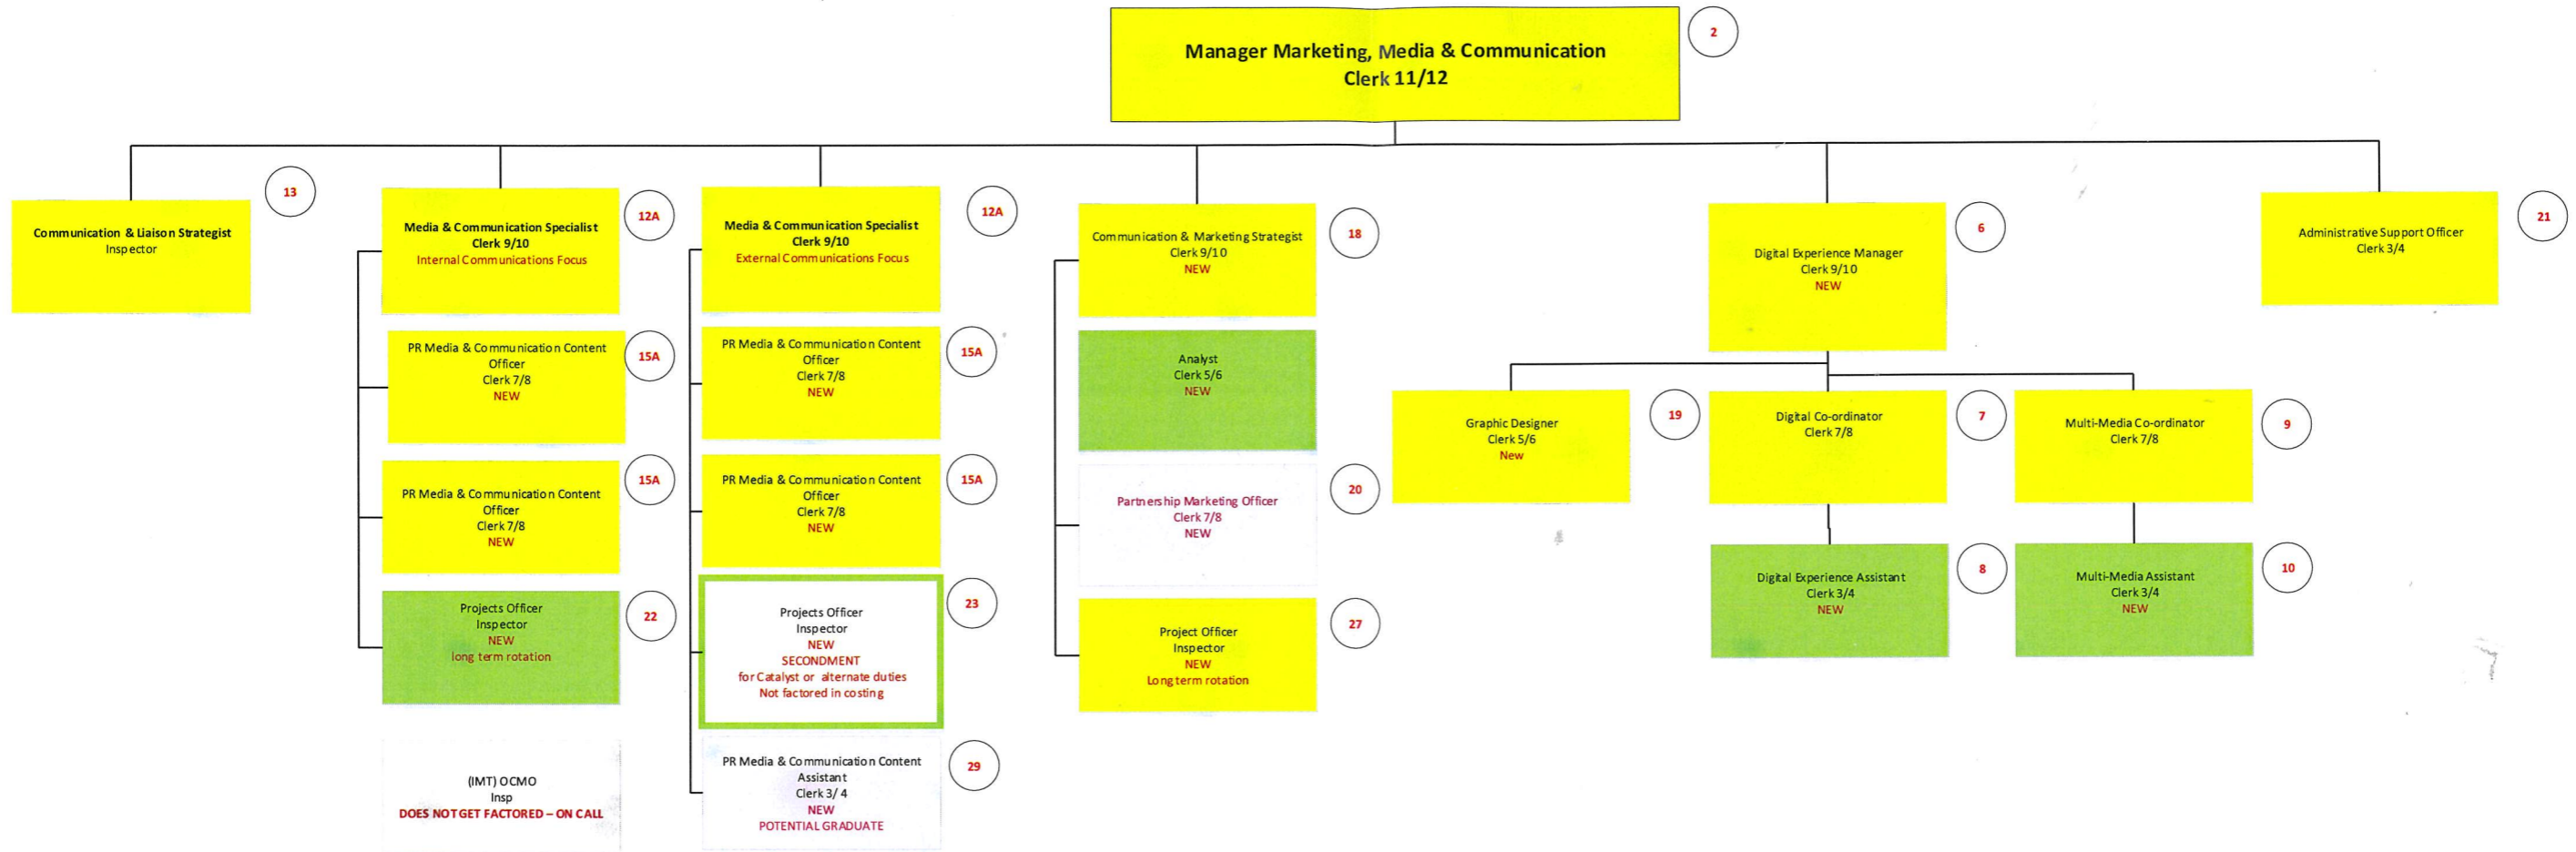 Manager Marketing, Media & Communication
Clerk 11/12
2
Communication & Liaison Strategist
Inspector
13
Media & Communication Specialist
Clerk 9/10
Internal Communications Focus
12A
PR Media & Communication Content
Officer
Clerk 7/8
NEW
15A
PR Media & Communication Content
Officer
Clerk 7/8
NEW
15A
Projects Officer
Inspector
NEW
long term rotation
22
(IMT) OCMO
Insp
DOES NOT GET FACTORED – ON CALL
Media & Communication Specialist
Clerk 9/10
External Communications Focus
12A
PR Media & Communication Content
Officer
Clerk 7/8
NEW
15A
PR Media & Communication Content
Officer
Clerk 7/8
NEW
15A
Projects Officer
Inspector
NEW
SECONDMENT
for Catalyst or alternate duties
Not factored in costing
23
PR Media & Communication Content
Assistant
Clerk 3/ 4
NEW
POTENTIAL GRADUATE
29
Communication & Marketing Strategist
Clerk 9/10
NEW
18
Analyst
Clerk 5/6
NEW
Partnership Marketing Officer
Clerk 7/8
NEW
20
Project Officer
Inspector
NEW
Long term rotation
27
Digital Experience Manager
Clerk 9/10
NEW
6
Graphic Designer
Clerk 5/6
New
19
Digital Co-ordinator
Clerk 7/8
7
Multi-Media Co-ordinator
Clerk 7/8
9
Digital Experience Assistant
Clerk 3/4
NEW
8
Multi-Media Assistant
Clerk 3/4
NEW
10
Administrative Support Officer
Clerk 3/4
21